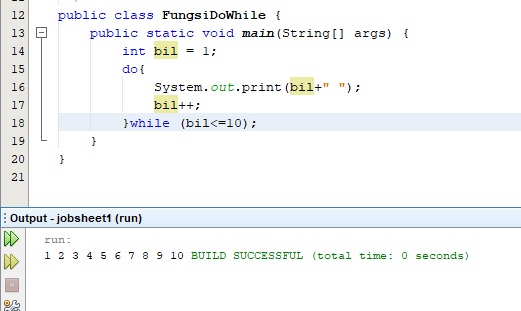 12 public class FungsiDoWhile {
13 public static void main(String[] args) {
14 int bil = 1;
15 do{
16 System.out.print(bil+" ");
17 bil++;
18 }while (bil<=10);
19 }
20 }
21
Output - jobsheet1 (run)
run:
1 2 3 4 5 6 7 8 9 10 BUILD SUCCESSFUL (total time: 0 seconds)